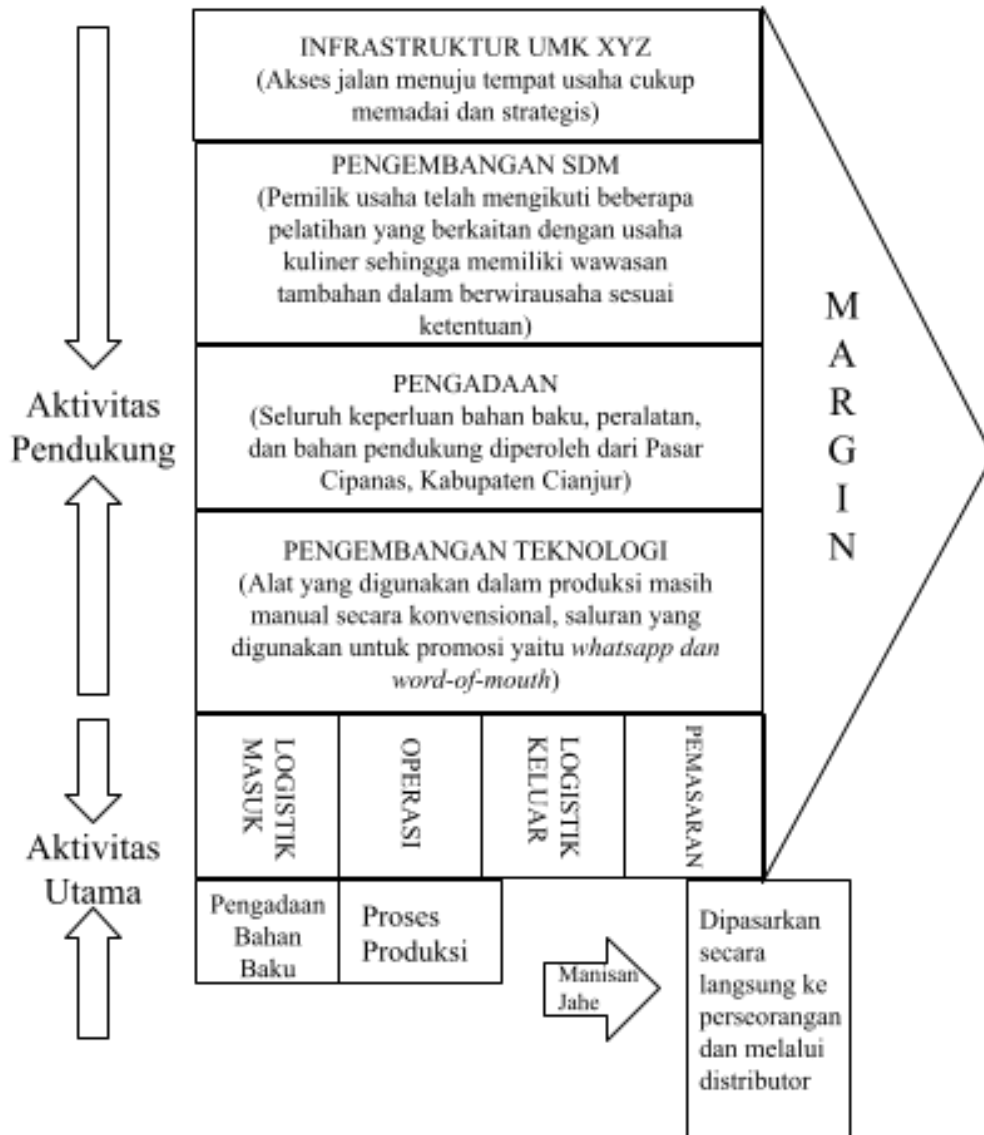 INFRASTRUKTUR UMK XYZ
(Akses jalan menuju tempat usaha cukup
memadai dan strategis)
PENGEMBANGAN SDM
(Pemilik usaha telah mengikuti beberapa
pelatihan yang berkaitan dengan usaha
kuliner sehingga memiliki wawasan
tambahan dalam berwirausaha sesuai
ketentuan)
Aktivitas
Pendukung
PENGADAAN
(Seluruh keperluan bahan baku, peralatan,
dan bahan pendukung diperoleh dari Pasar
Cipanas, Kabupaten Cianjur)
PENGEMBANGAN TEKNOLOGI
(Alat yang digunakan dalam produksi masih
manual secara konvensional, saluran yang
digunakan untuk promosi yaitu whatsapp dan
word-of-mouth)
MARGIN
Aktivitas
Utama
LOGISTIK
MASUK
OPERASI
LOGISTIK
KELUAR
PEMASARAN
Pengadaan
Bahan
Baku
Proses
Produksi
Manisan
Jahe
Dipasarkan
secara
langsung ke
perseorangan
dan melalui
distributor